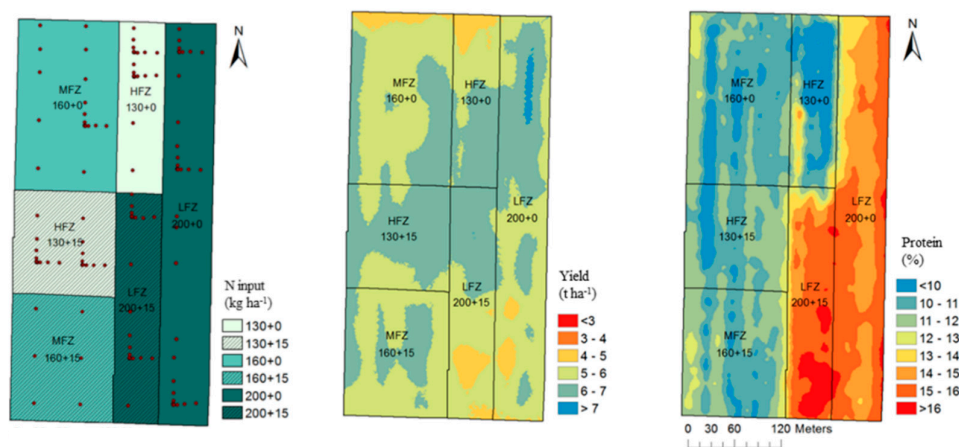 N
MFZ
160+0
HFZ
130+0
LFZ
200+0
HFZ
130+15
LFZ
200+15
MFZ
160+15
N input
(kg ha-1)
130+0
130+15
160+0
160+15
200+0
200+15
MFZ
160+0
HFZ
130+0
LFZ
200+0
HFZ
130+15
LFZ
200+15
MFZ
160+15
Yield
(t ha-1)
<3
3 - 4
4 - 5
5 - 6
6 - 7
>7
N
MFZ
160+0
HFZ
130+0
LFZ
200+0
HFZ
130+15
LFZ
200+15
MFZ
160+15
Protein
(%)
<10
10 - 11
11 - 12
12 - 13
13 - 14
14 - 15
15 - 16
>16
0 30 60 120 Meters